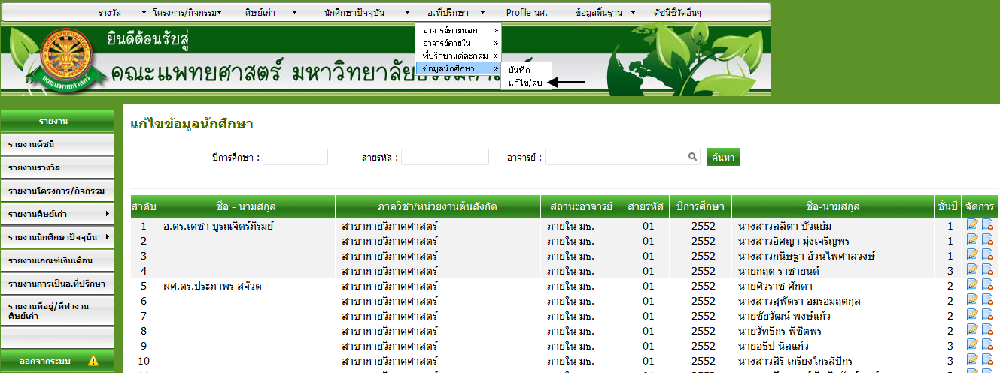 รางวัล โครงการ/กิจกรรม ศิษย์เก่า นักศึกษาปัจจุบัน อ.ที่ปรึกษา Profile นศ. ข้อมูลพื้นฐาน ดัชนีชี้วัดอื่นๆ
ยินดีต้อนรับสู่
คณะแพทยศาสตร์ มหาวิทยาลัย
อาจารย์ภายนอก »
อาจารย์ภายใน »
ที่ปรึกษาแต่ละกลุ่ม »
ข้อมูลนักศึกษา »
บันทึก
แก้ไข/ลบ
รายงาน
รายงานดัชนี
รายงานรางวัล
รายงานโครงการ/กิจกรรม
รายงานศิษย์เก่า
รายงานนักศึกษาปัจจุบัน
รายงานเกณฑ์เงินเดือน
รายงานการเป็นอ.ที่ปรึกษา
รายงานที่อยู่/ที่ทำงาน
ศิษย์เก่า
ออกจากระบบ
แก้ไขข้อมูลนักศึกษา
ปีการศึกษา : สายรหัส : อาจารย์ : ค้นหา
ลำดับ ชื่อ - นามสกุล ภาควิชา/หน่วยงานต้นสังกัด สถานะอาจารย์ สายรหัส ปีการศึกษา ชื่อ-นามสกุล ชั้นปี จัดการ
1 อ.ดร.เดชา บูรณจิตร์ภิรมย์ สาขากายวิภาคศาสตร์ ภายใน มธ. 01 2552 นางสาวลลิตา บัวแย้ม 1
2 สาขากายวิภาคศาสตร์ ภายใน มธ. 01 2552 นางสาวอิศญา มุ่งเจริญพร 1
3 สาขากายวิภาคศาสตร์ ภายใน มธ. 01 2552 นางสาวกนิษฐา อ้วนไพศาลวงษ์ 1
4 สาขากายวิภาคศาสตร์ ภายใน มธ. 01 2552 นายกฤต ราชายนต์ 3
5 ผศ.ดร.ประภาพร สจ๊วต สาขากายวิภาคศาสตร์ ภายใน มธ. 01 2552 นายศิวราช ศักดา 2
6 สาขากายวิภาคศาสตร์ ภายใน มธ. 01 2552 นางสาวสุพัตรา อมรอมฤตกุล 2
7 สาขากายวิภาคศาสตร์ ภายใน มธ. 01 2552 นายชัยวัฒน์ พงษ์แก้ว 2
8 สาขากายวิภาคศาสตร์ ภายใน มธ. 01 2552 นายวัทธิกร พิชิตพร 2
9 สาขากายวิภาคศาสตร์ ภายใน มธ. 01 2552 นายอธิป นิลแก้ว 3
10 สาขากายวิภาคศาสตร์ ภายใน มธ. 01 2552 นางสาวสิริ เกรียงไกรลิปิกร 3